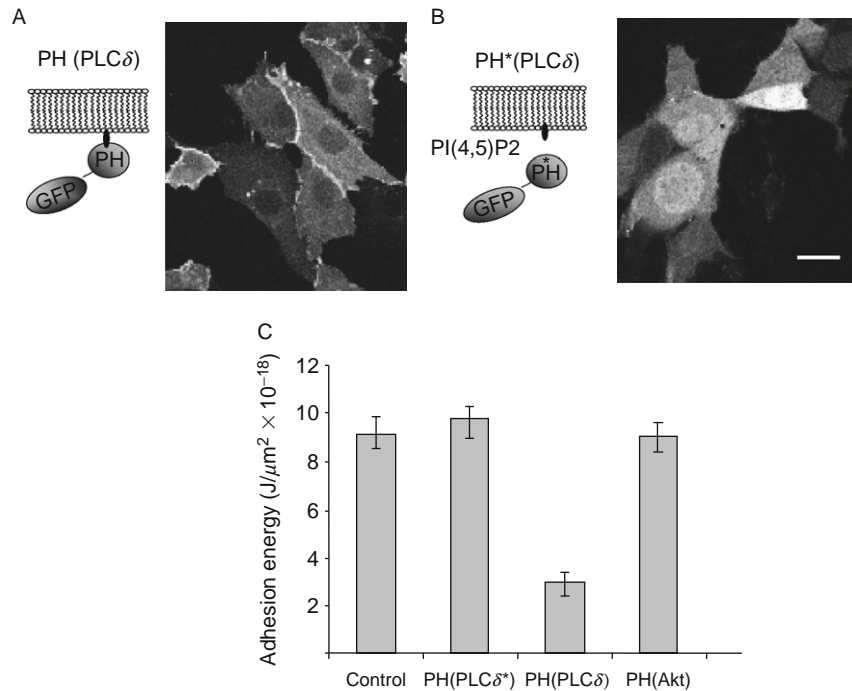 A
PH (PLCδ)
PH
GFP
B
PH*(PLCδ)
PI(4,5)P2
*
PH
GFP
C
Adhesion energy (J/μm² × 10⁻¹⁸)
12
10
8
6
4
2
Control PH(PLCδ*) PH(PLCδ) PH(Akt)